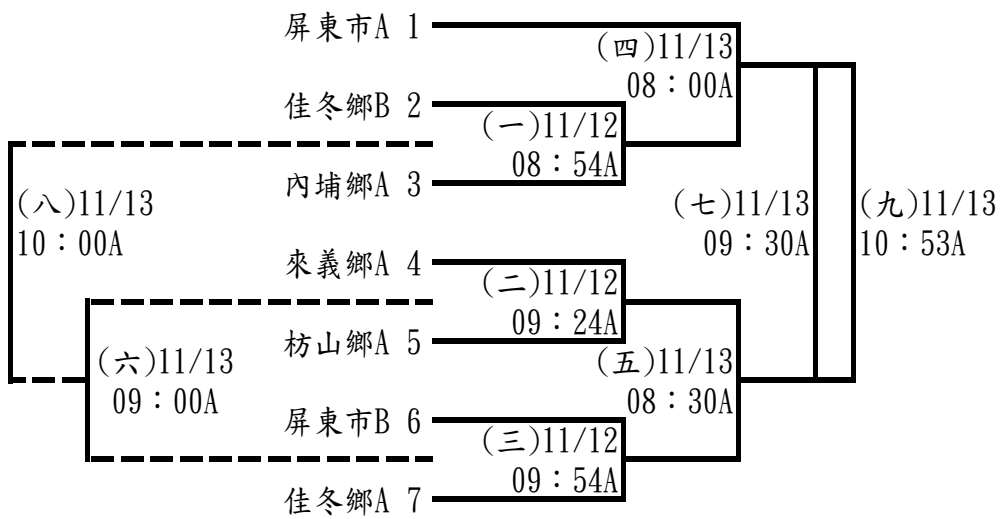 屏東市A 1
(四)11/13
08：00A
佳冬鄉B 2
(一)11/12
08：54A
內埔鄉A 3
(八)11/13
10：00A
(七)11/13
09：30A
(九)11/13
10：53A
來義鄉A 4
(二)11/12
09：24A
枋山鄉A 5
(六)11/13
09：00A
(五)11/13
08：30A
屏東市B 6
(三)11/12
09：54A
佳冬鄉A 7